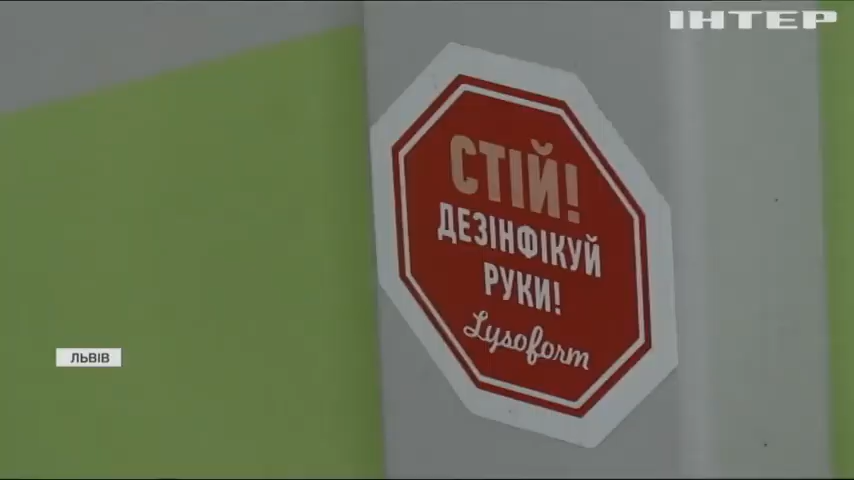 ІНТЕР
СТІЙ!
ДЕЗІНФІКУЙ
РУКИ!
Lysoform
ЛЬВІВ